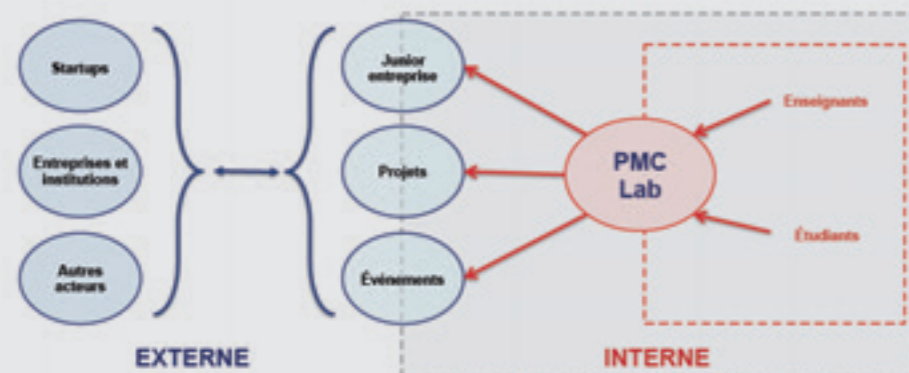 Startups
Entreprises et
institutions
Autres
acteurs
Junior
entreprise
Projets
Événements
PMC
Lab
Enseignants
Étudiants
EXTERNE
INTERNE